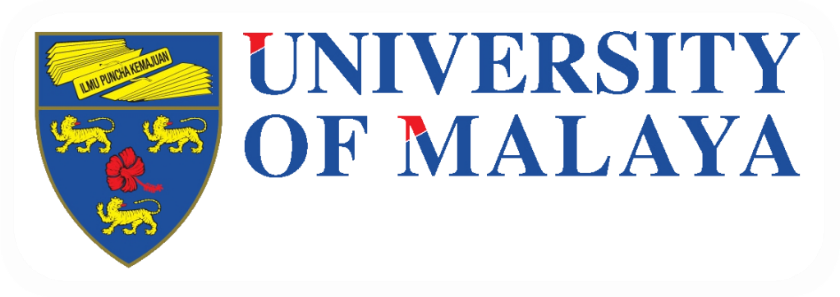 ILMU PUNCHA KEMAJUAN
UNIVERSITY
OF MALAYA